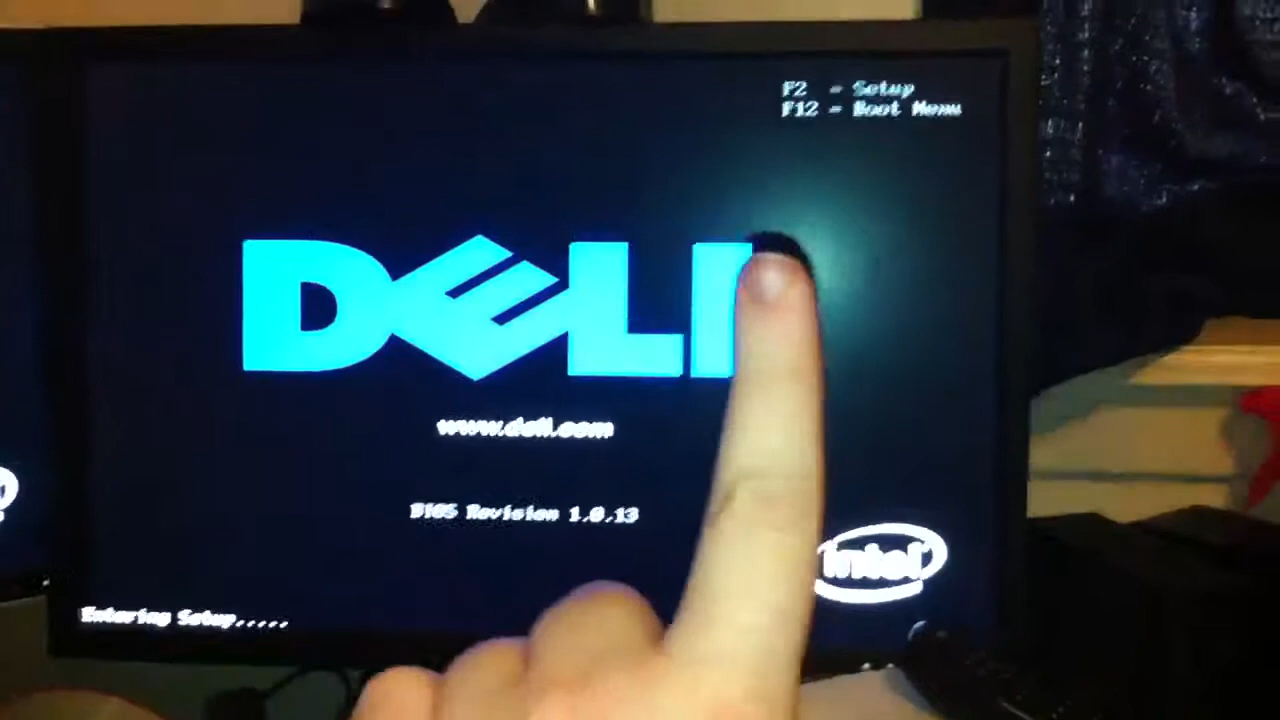 F2 - Setup
F12 - Boot Menu
DELL
www.dell.com
BIOS Revision 1.0.13
intel
Entering Setup.....